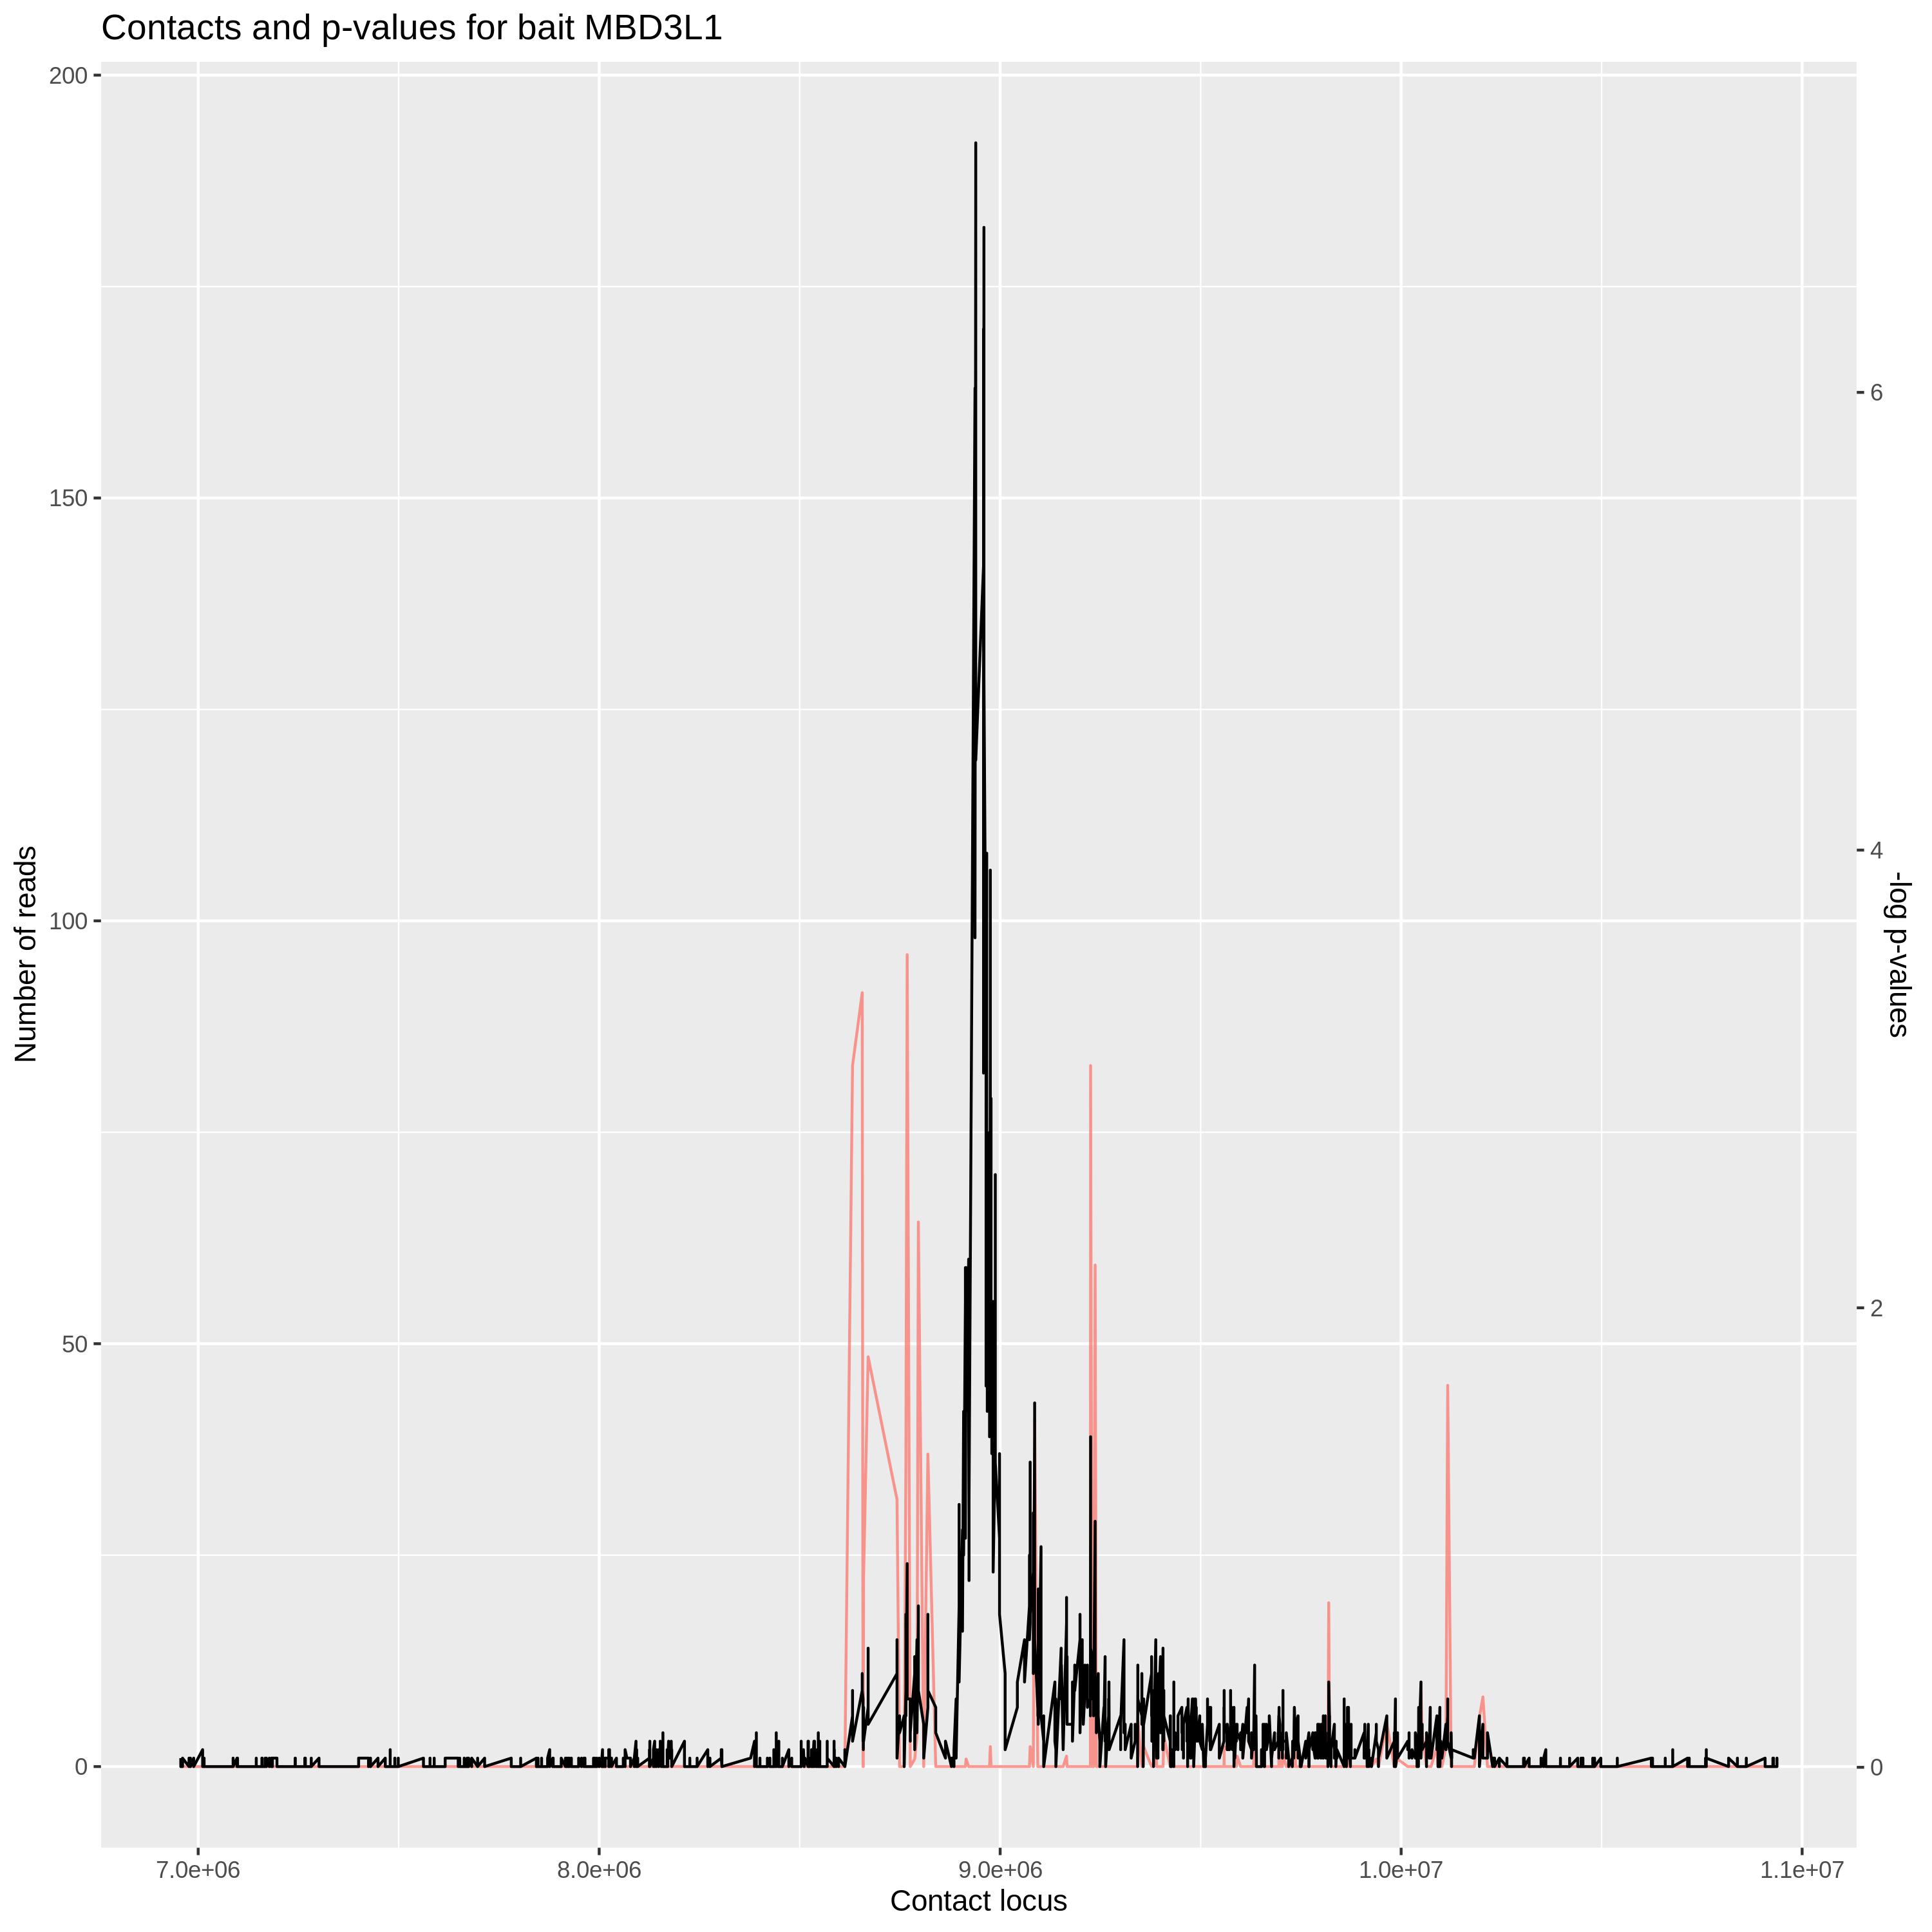 Contacts and p-values for bait MBD3L1
200
150
100
50
0
Number of reads
6
4
2
0
-log p-values
7.0e+06 8.0e+06 9.0e+06 1.0e+07 1.1e+07
Contact locus